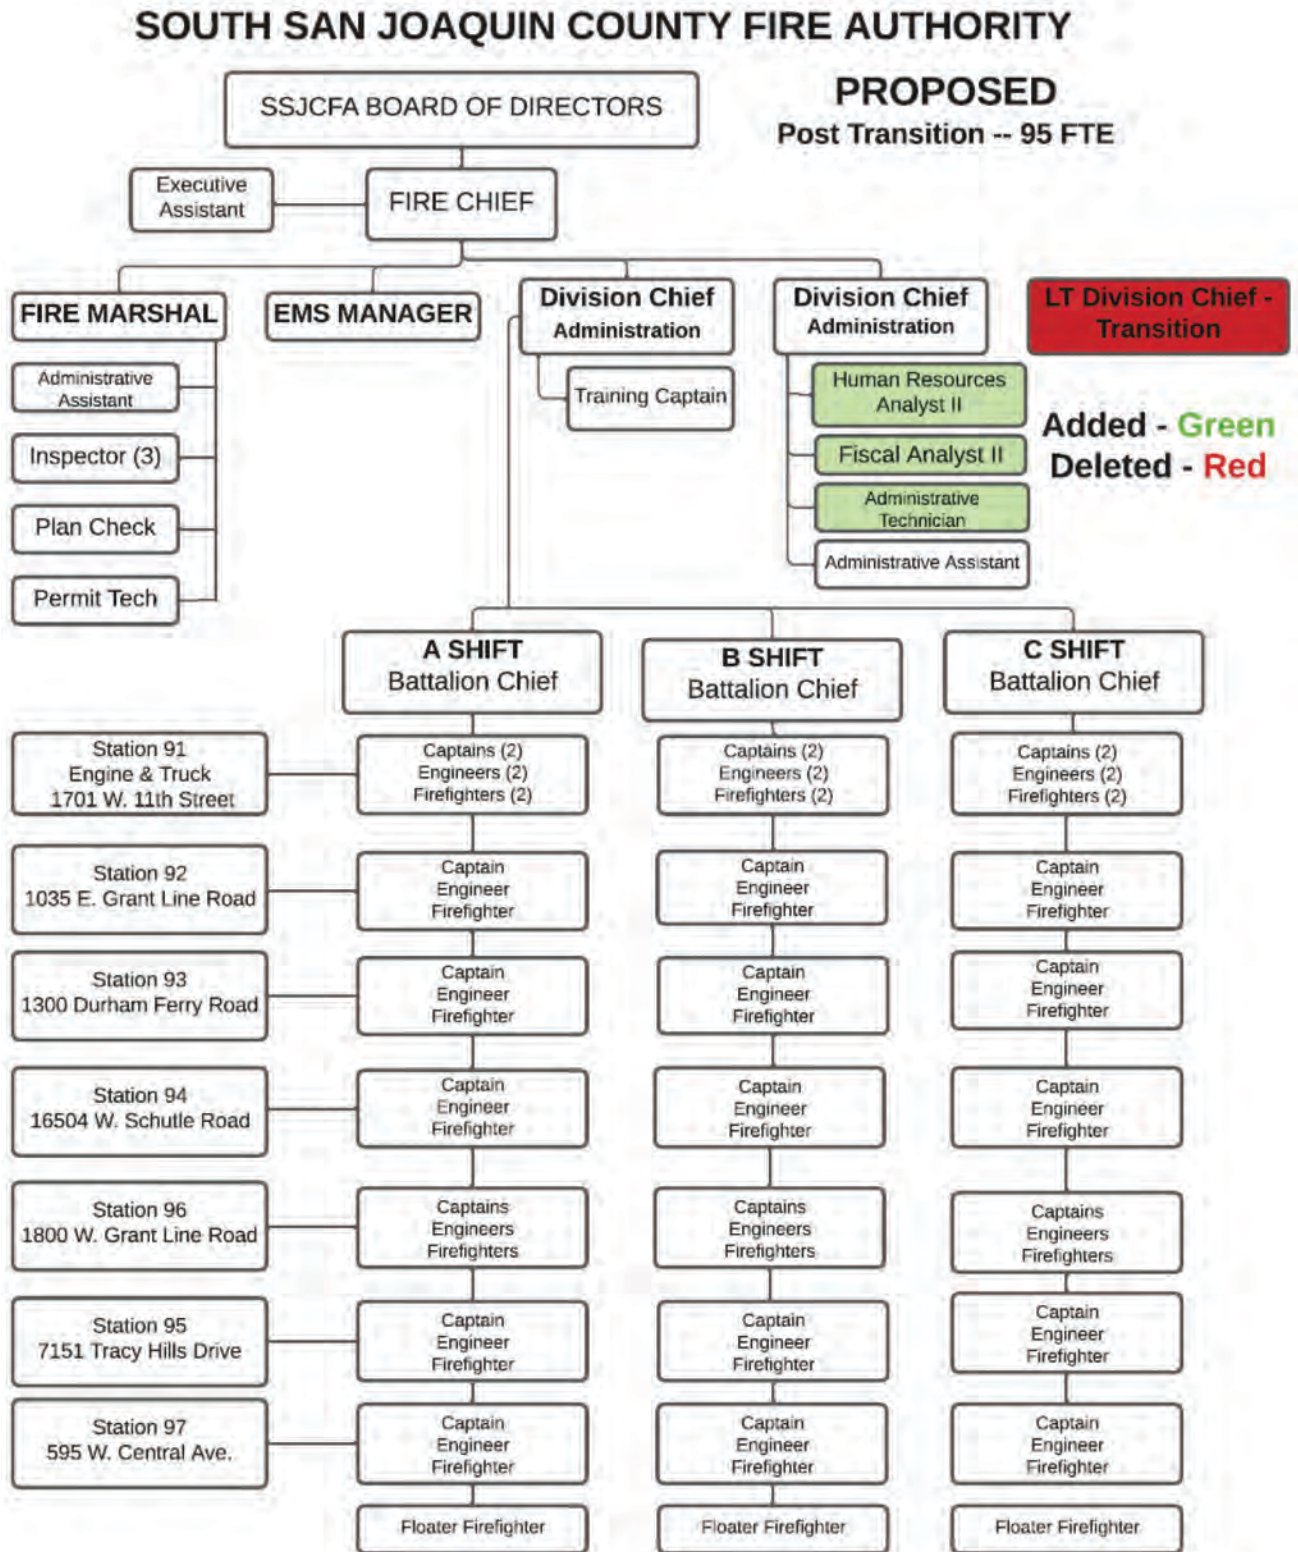 SOUTH SAN JOAQUIN COUNTY FIRE AUTHORITY
SSJCFA BOARD OF DIRECTORS
PROPOSED
Post Transition -- 95 FTE
Executive
Assistant
FIRE CHIEF
FIRE MARSHAL
EMS MANAGER
Division Chief
Administration
Division Chief
Administration
LT Division Chief -
Transition
Administrative
Assistant
Inspector (3)
Plan Check
Permit Tech
Training Captain
Human Resources
Analyst II
Fiscal Analyst II
Administrative
Technician
Administrative Assistant
Added - Green
Deleted - Red
A SHIFT
Battalion Chief
B SHIFT
Battalion Chief
C SHIFT
Battalion Chief
Station 91
Engine & Truck
1701 W. 11th Street
Captains (2)
Engineers (2)
Firefighters (2)
Captains (2)
Engineers (2)
Firefighters (2)
Captains (2)
Engineers (2)
Firefighters (2)
Station 92
1035 E. Grant Line Road
Captain
Engineer
Firefighter
Captain
Engineer
Firefighter
Captain
Engineer
Firefighter
Station 93
1300 Durham Ferry Road
Captain
Engineer
Firefighter
Captain
Engineer
Firefighter
Captain
Engineer
Firefighter
Station 94
16504 W. Schutle Road
Captain
Engineer
Firefighter
Captain
Engineer
Firefighter
Captain
Engineer
Firefighter
Station 96
1800 W. Grant Line Road
Captains
Engineers
Firefighters
Captains
Engineers
Firefighters
Captains
Engineers
Firefighters
Station 95
7151 Tracy Hills Drive
Captain
Engineer
Firefighter
Captain
Engineer
Firefighter
Captain
Engineer
Firefighter
Station 97
595 W. Central Ave.
Captain
Engineer
Firefighter
Captain
Engineer
Firefighter
Captain
Engineer
Firefighter
Floater Firefighter
Floater Firefighter
Floater Firefighter